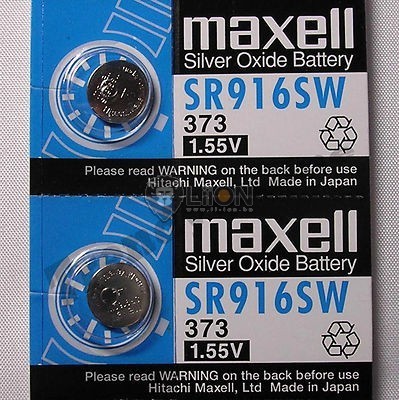 maxell
Silver Oxide Battery
SR916SW
373
1.55V
Please read WARNING on the back before use
Hitachi Maxell, Ltd Made in Japan
LiON
maxell
Silver Oxide Battery
SR916SW
373
1.55V
Please read WARNING on the back before use
Hitachi Maxell, Ltd Made in Japan